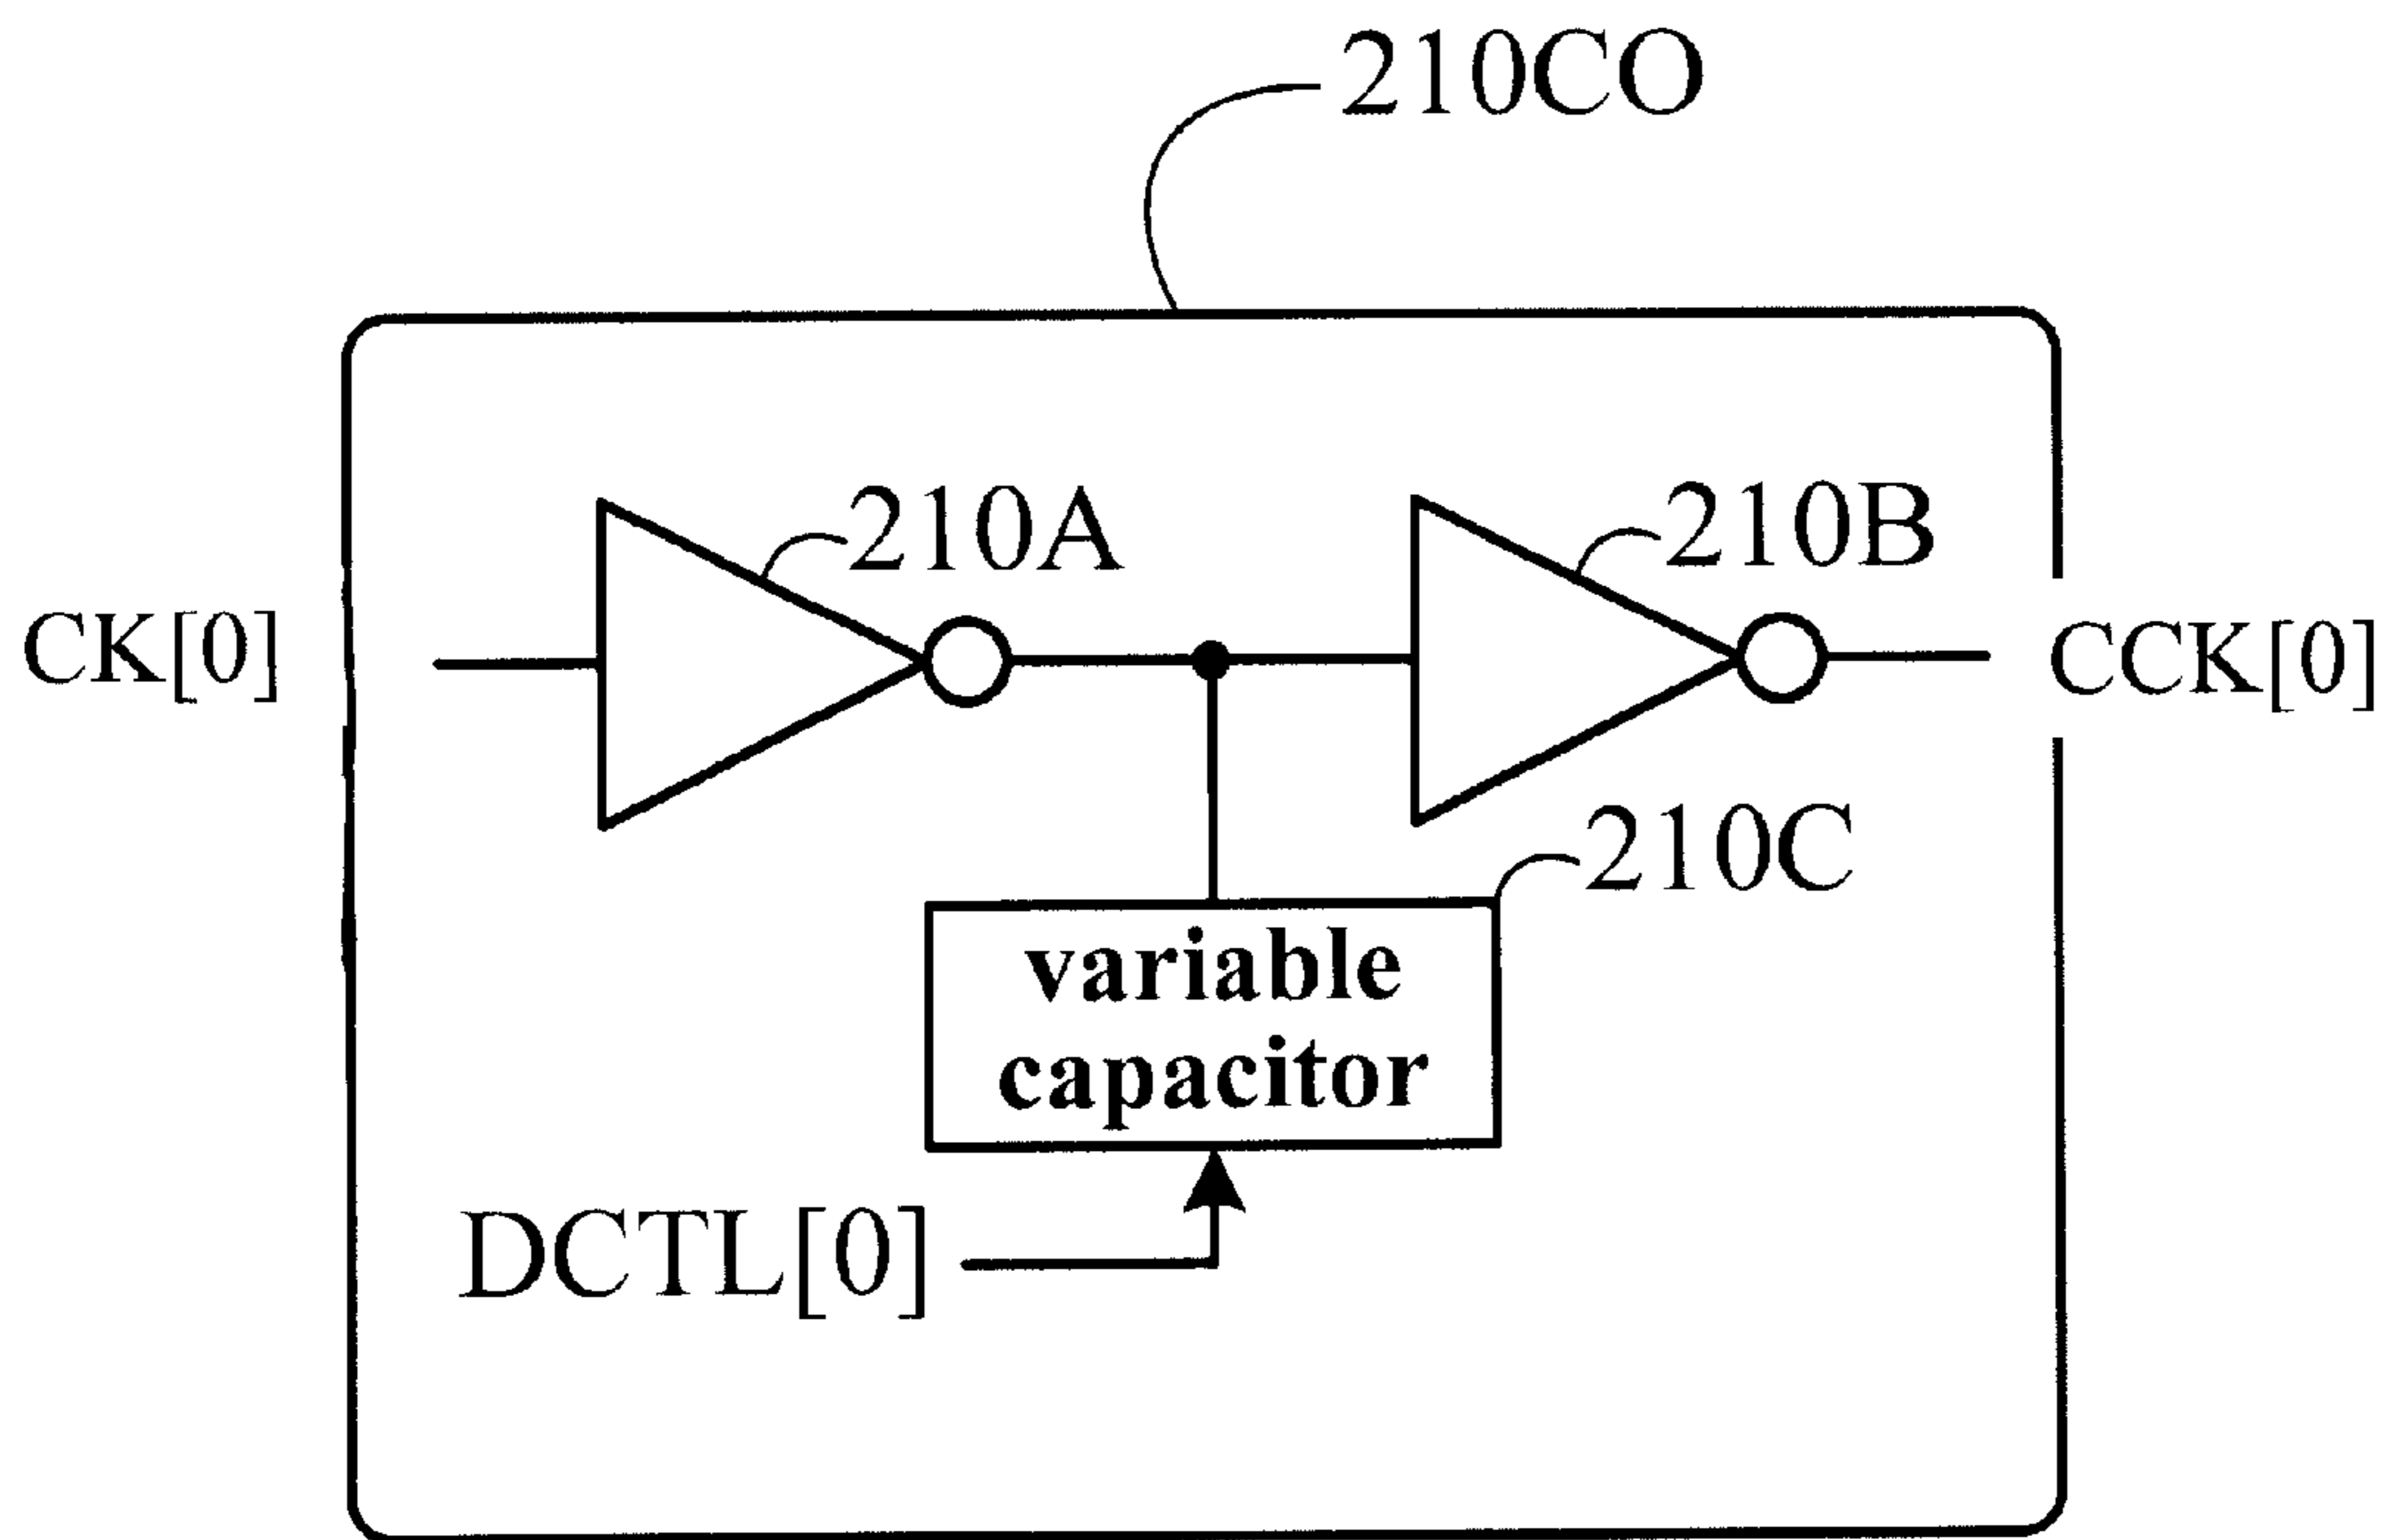 210CO
210A
210B
CK[0]
CCK[0]
210C
variable
capacitor
DCTL[0]